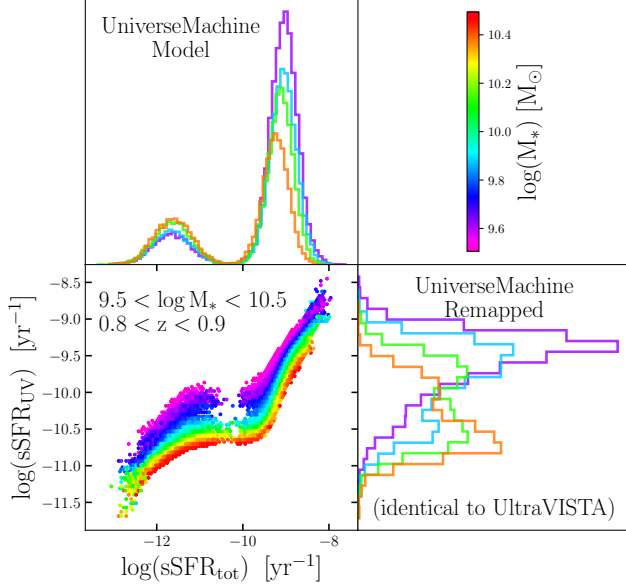 UniverseMachine
Model
10.4
10.2
10.0
9.8
9.6
log(M*) [M⊙]
9.5 < log M* < 10.5
0.8 < z < 0.9
−8.5
−9.0
−9.5
−10.0
−10.5
−11.0
−11.5
log(sSFR_UV) [yr⁻¹]
−12
−10
−8
log(sSFR_tot) [yr⁻¹]
UniverseMachine
Remapped
(identical to UltraVISTA)